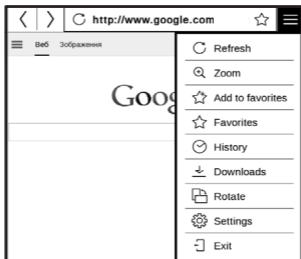 http://www.google.com
Веб Зображення
Goog
Refresh
Zoom
Add to favorites
Favorites
History
Downloads
Rotate
Settings
Exit